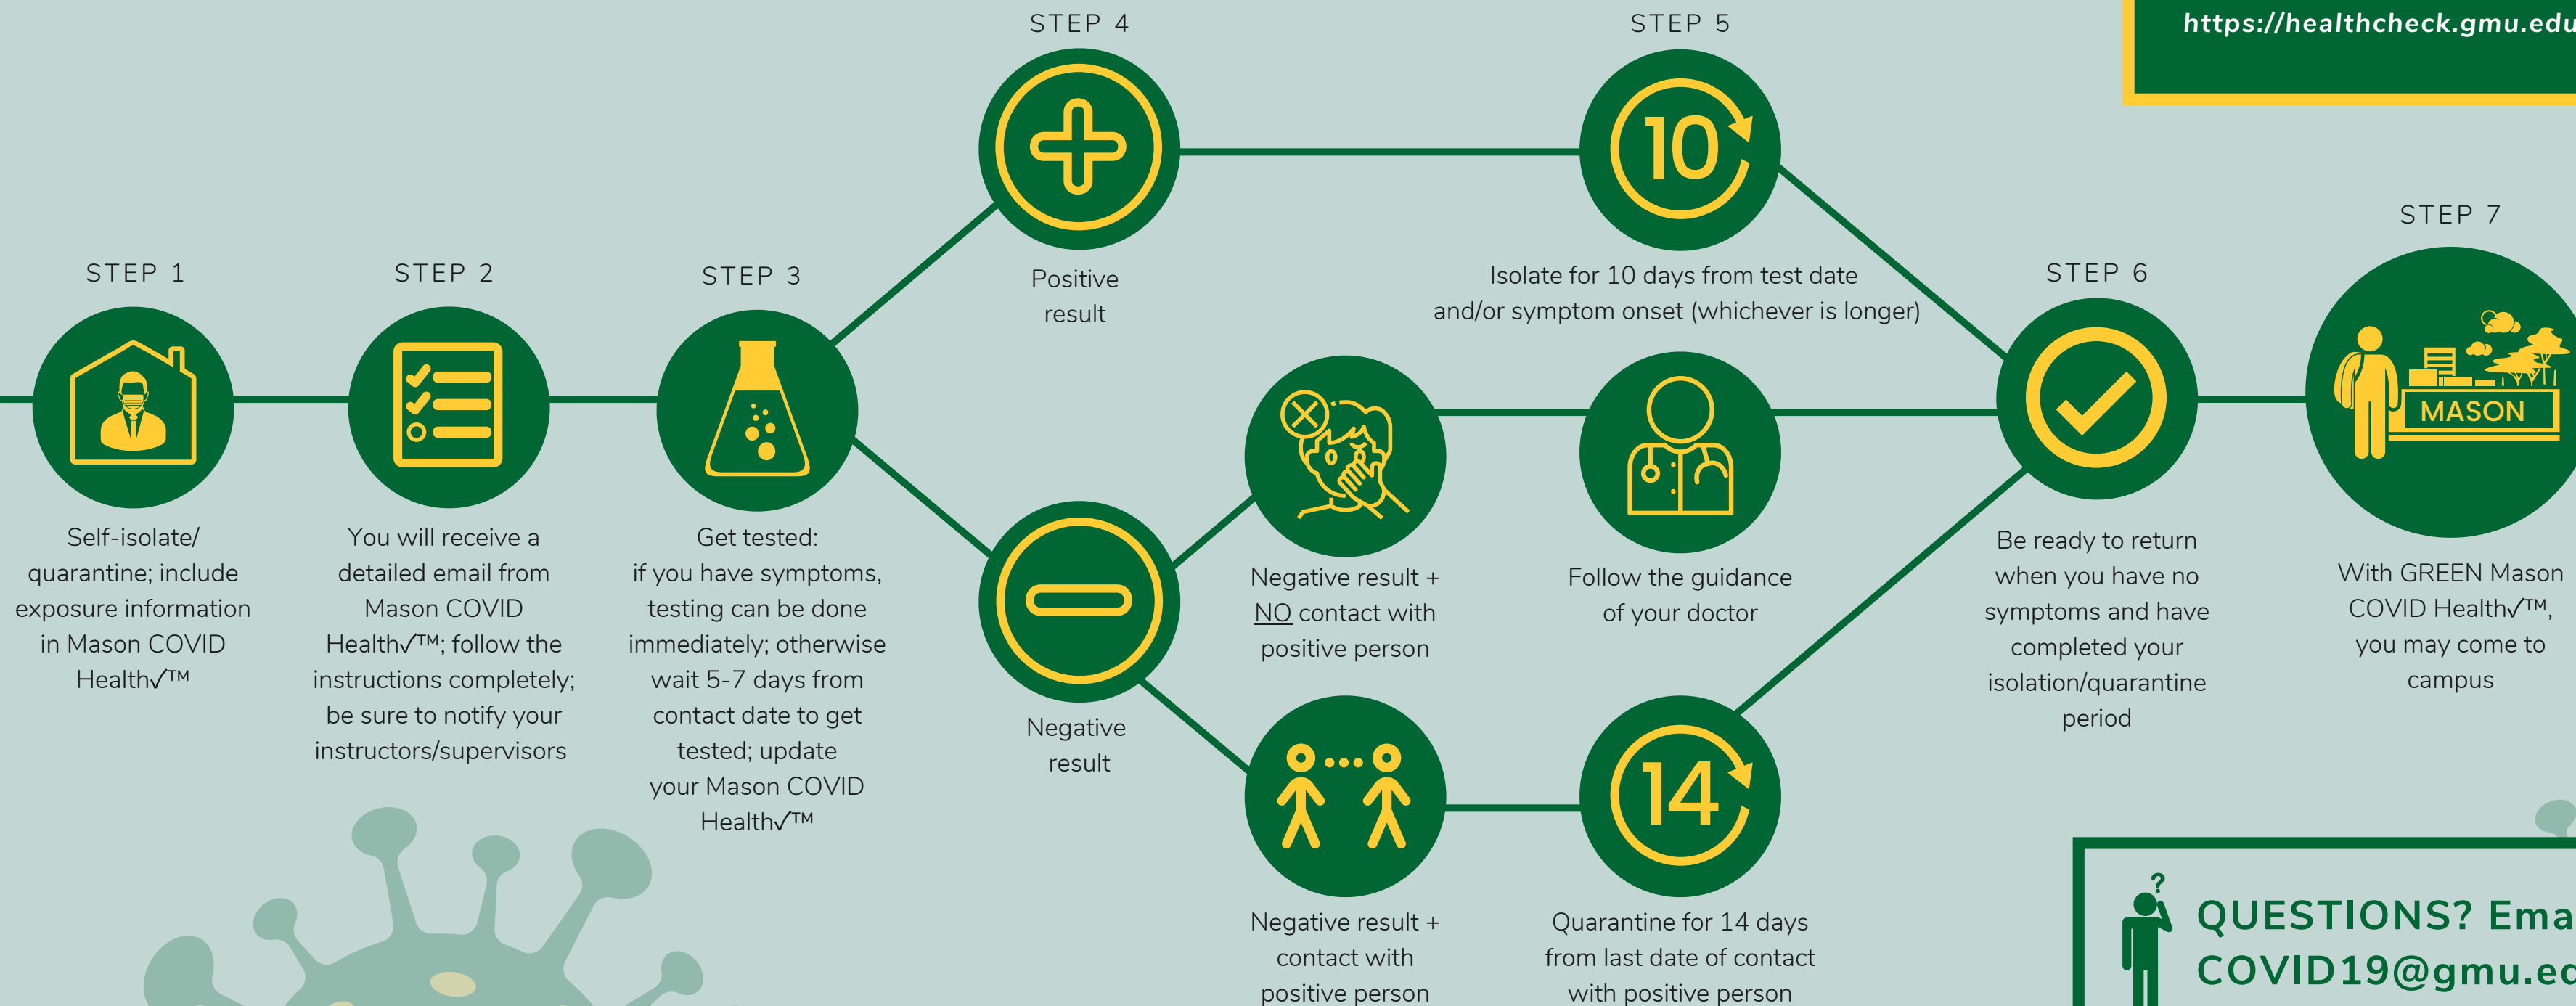 https://healthcheck.gmu.edu
STEP 1
Self-isolate/
quarantine; include
exposure information
in Mason COVID
Health✓™
STEP 2
You will receive a
detailed email from
Mason COVID
Health✓™; follow the
instructions completely;
be sure to notify your
instructors/supervisors
STEP 3
Get tested:
if you have symptoms,
testing can be done
immediately; otherwise
wait 5-7 days from
contact date to get
tested; update
your Mason COVID
Health✓™
STEP 4
Positive
result
Negative
result
Negative result +
NO contact with
positive person
Negative result +
contact with
positive person
STEP 5
10
Isolate for 10 days from test date
and/or symptom onset (whichever is longer)
Follow the guidance
of your doctor
14
Quarantine for 14 days
from last date of contact
with positive person
STEP 6
Be ready to return
when you have no
symptoms and have
completed your
isolation/quarantine
period
STEP 7
MASON
With GREEN Mason
COVID Health✓™,
you may come to
campus
?
QUESTIONS? Ema
COVID19@gmu.ed